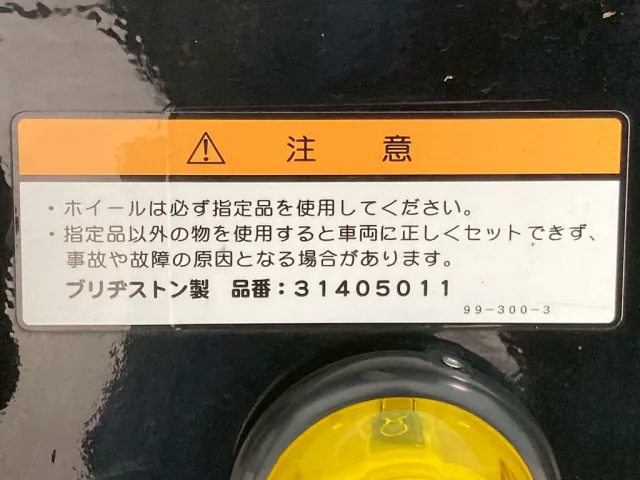 注意
・ホイールは必ず指定品を使用してください。
・指定品以外の物を使用すると車両に正しくセットできず、
事故や故障の原因となる場合があります。
ブリヂストン製 品番：31405011
99-300-3